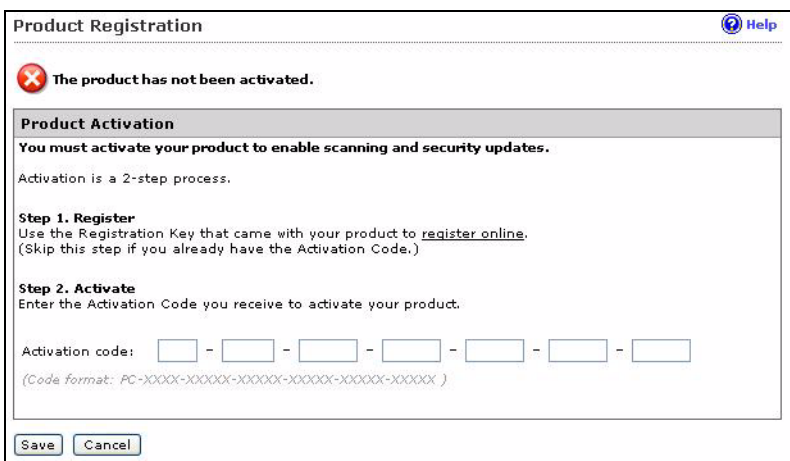 Product Registration
Help
The product has not been activated.
Product Activation
You must activate your product to enable scanning and security updates.
Activation is a 2-step process.
Step 1. Register
Use the Registration Key that came with your product to register online.
(Skip this step if you already have the Activation Code.)
Step 2. Activate
Enter the Activation Code you receive to activate your product.
Activation code: - - - - - -
(Code format: PC-XXXX-XXXXX-XXXXX-XXXXX-XXXXX-XXXXX )
Save Cancel